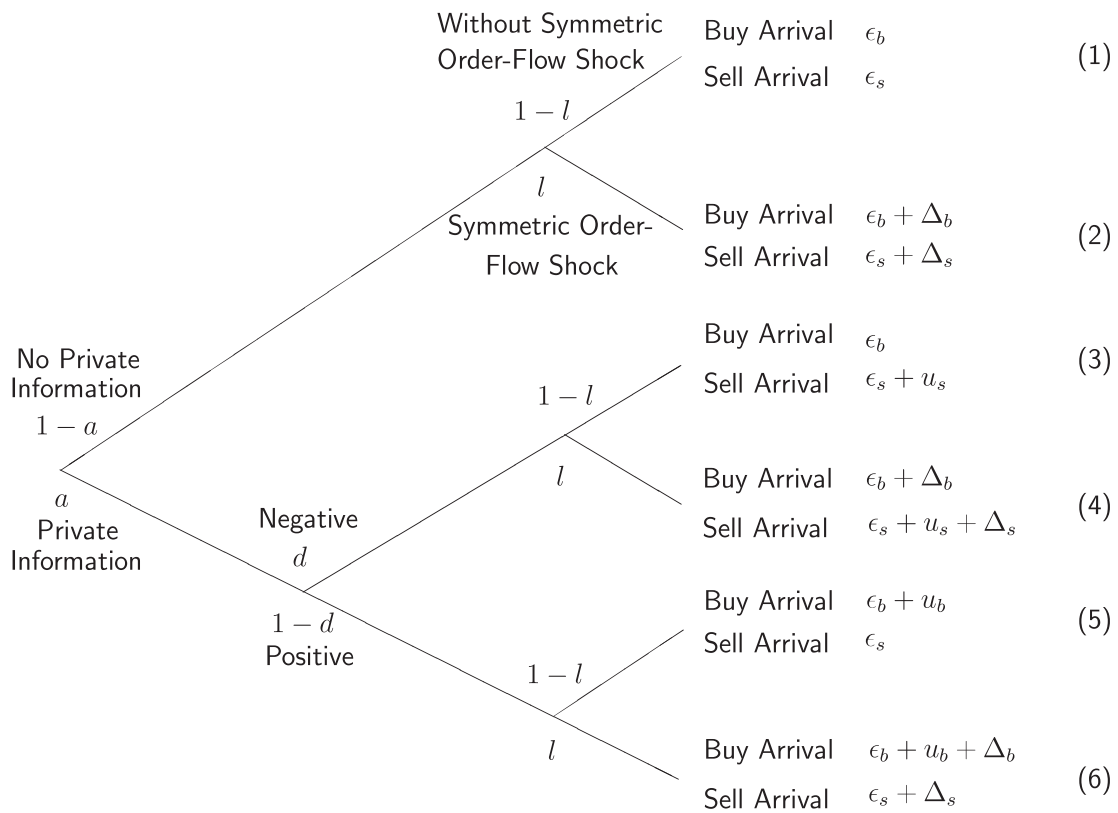 Without Symmetric
Order-Flow Shock
Buy Arrival ϵ_b
Sell Arrival ϵ_s
(1)
1 − l
l
Symmetric Order-
Flow Shock
Buy Arrival ϵ_b + Δ_b
Sell Arrival ϵ_s + Δ_s
(2)
No Private
Information
1 − a
a
Private
Information
Buy Arrival ϵ_b
Sell Arrival ϵ_s + u_s
(3)
1 − l
l
Buy Arrival ϵ_b + Δ_b
Sell Arrival ϵ_s + u_s + Δ_s
(4)
Negative
d
1 − d
Positive
Buy Arrival ϵ_b + u_b
Sell Arrival ϵ_s
(5)
1 − l
l
Buy Arrival ϵ_b + u_b + Δ_b
Sell Arrival ϵ_s + Δ_s
(6)